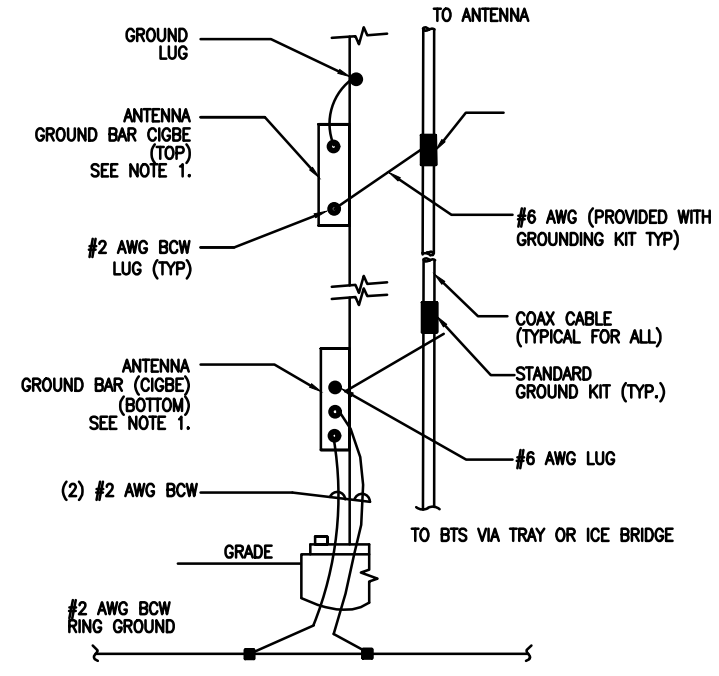 TO ANTENNA
GROUND
LUG
ANTENNA
GROUND BAR CIGBE
(TOP)
SEE NOTE 1.
#6 AWG (PROVIDED WITH
GROUNDING KIT TYP)
#2 AWG BCW
LUG (TYP)
COAX CABLE
(TYPICAL FOR ALL)
ANTENNA
GROUND BAR (CIGBE)
(BOTTOM)
SEE NOTE 1.
STANDARD
GROUND KIT (TYP.)
#6 AWG LUG
(2) #2 AWG BCW
TO BTS VIA TRAY OR ICE BRIDGE
GRADE
#2 AWG BCW
RING GROUND